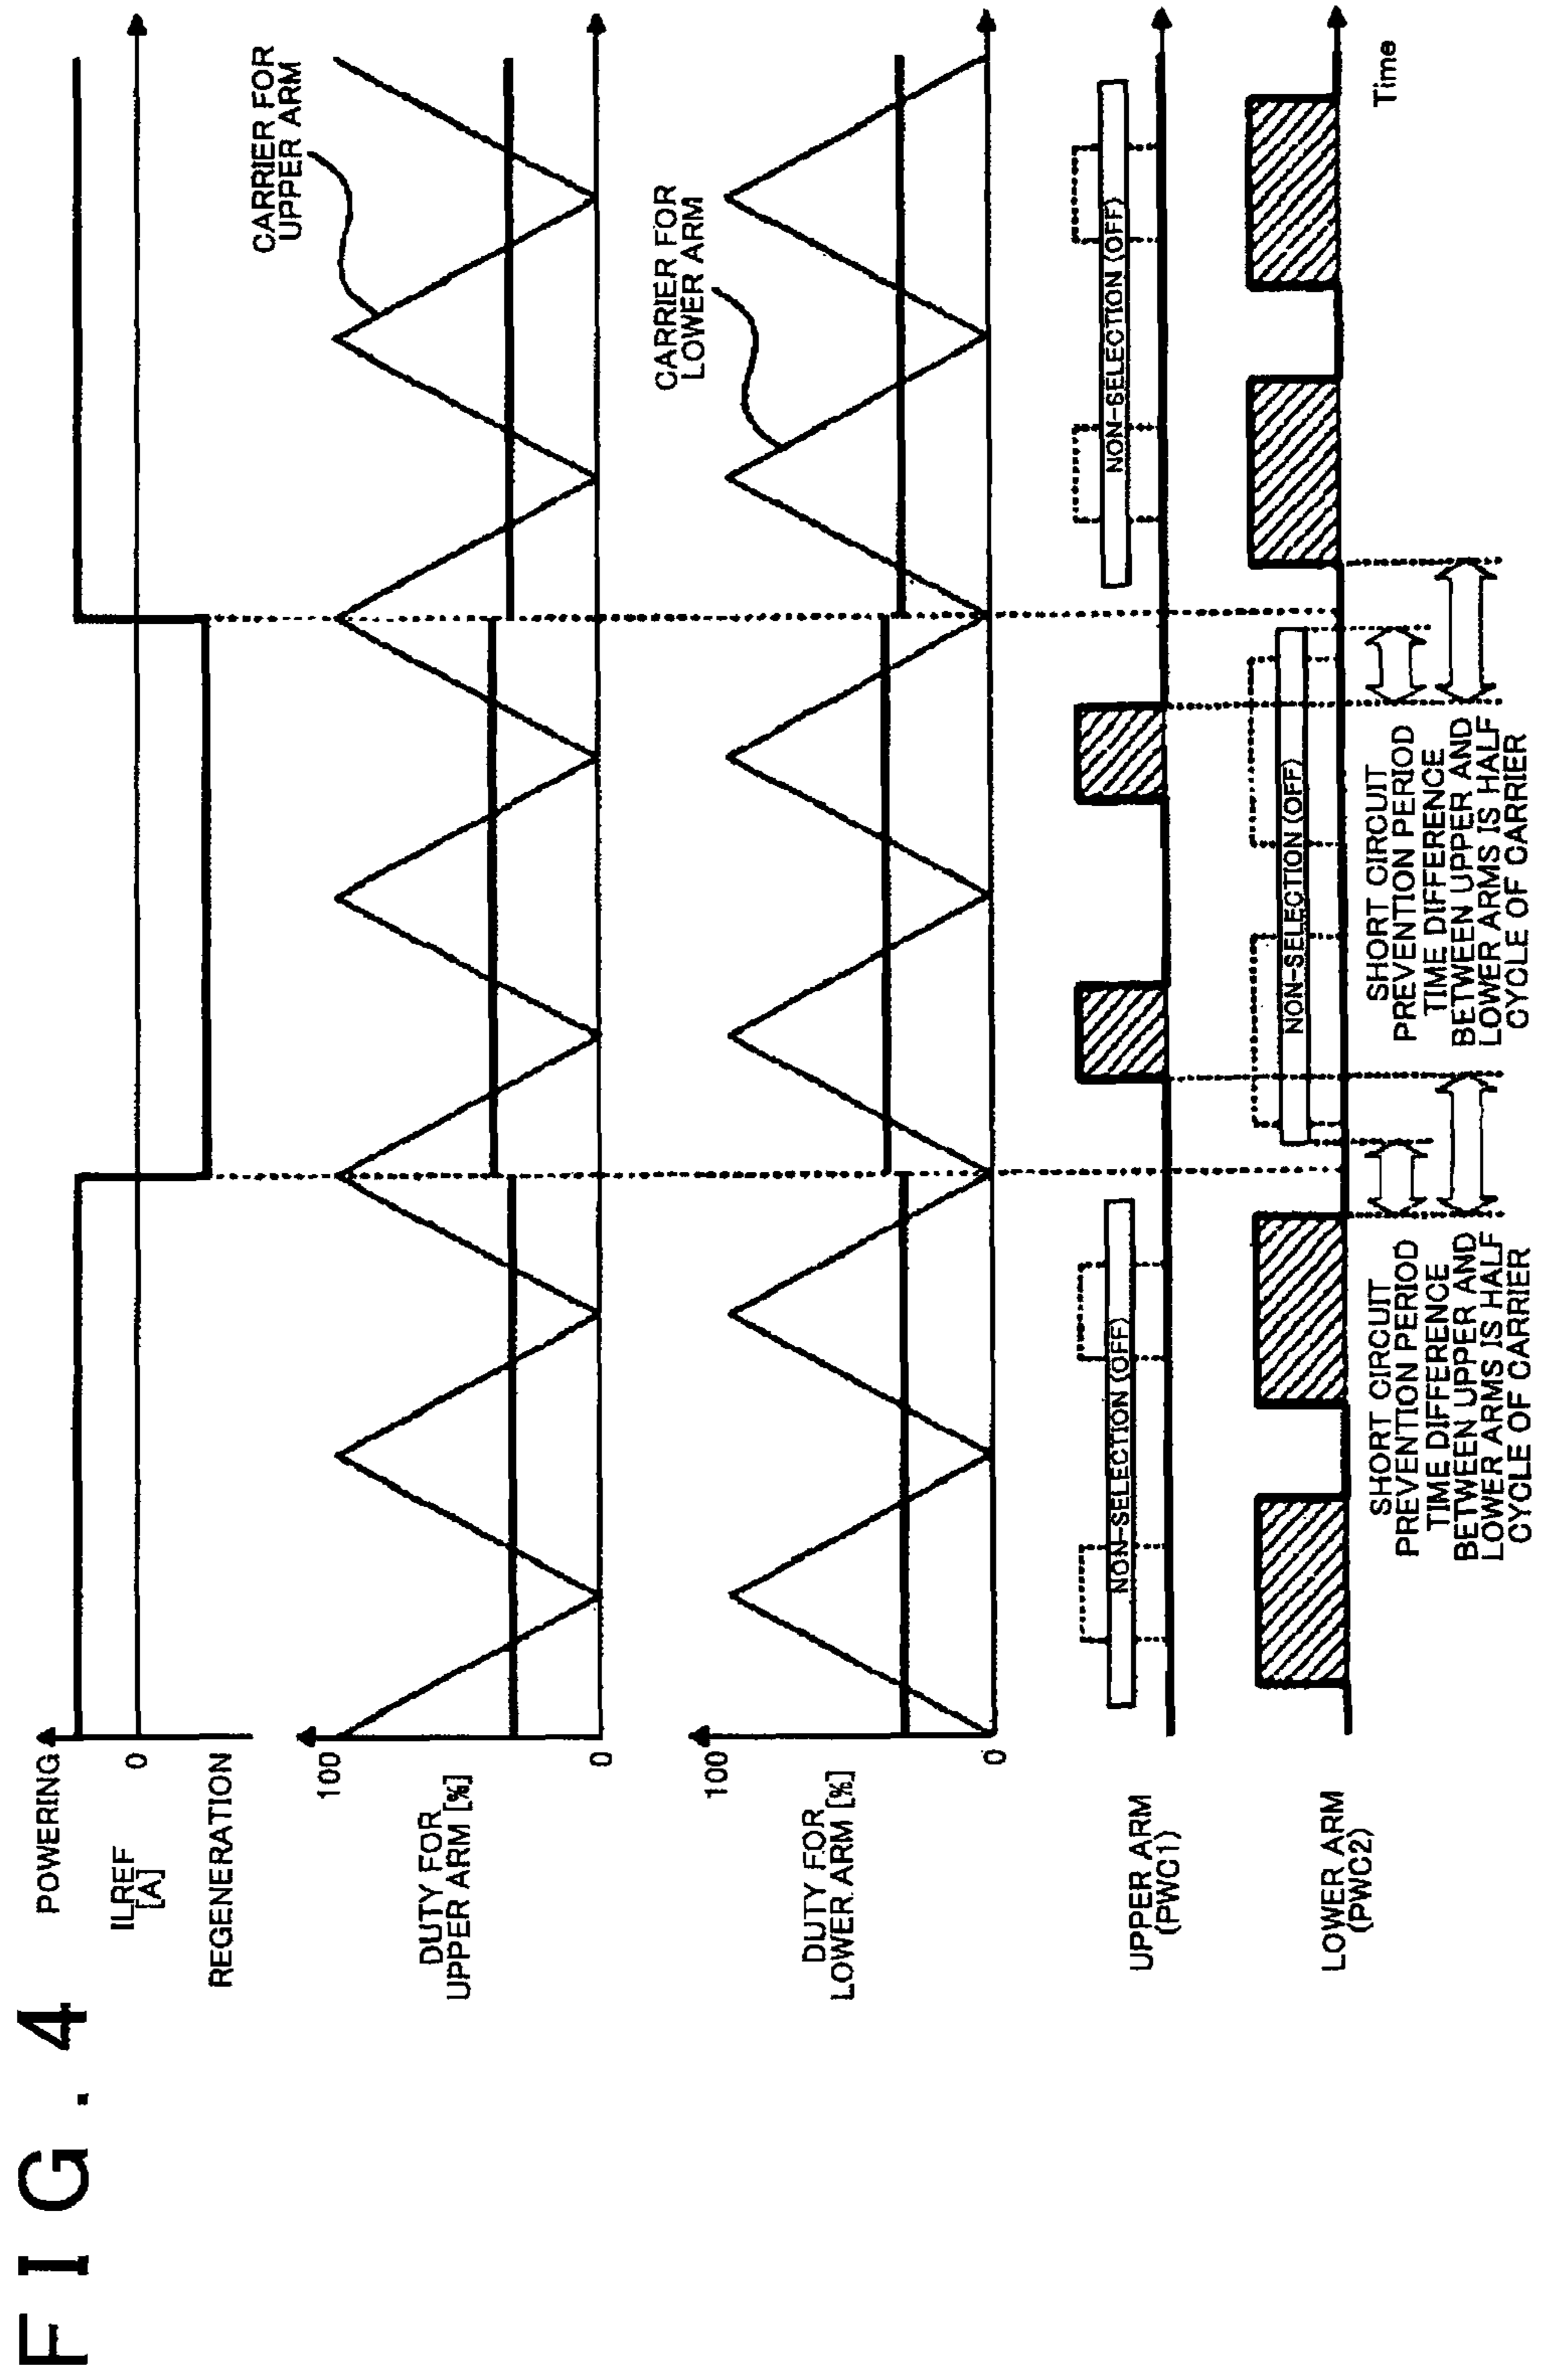 FIG. 4
POWERING
ILREF
[A]
0
REGENERATION
CARRIER FOR
UPPER ARM
100
DUTY FOR
UPPER ARM [%]
0
CARRIER FOR
LOWER ARM
100
DUTY FOR
LOWER ARM [%]
0
UPPER ARM
(PWC1)
NON-SELECTION (OFF)
NON-SELECTION (OFF)
LOWER ARM
(PWC2)
NON-SELECTION (OFF)
Time
SHORT CIRCUIT
PREVENTION PERIOD
TIME DIFFERENCE
BETWEEN UPPER AND
LOWER ARMS IS HALF
CYCLE OF CARRIER
SHORT CIRCUIT
PREVENTION PERIOD
TIME DIFFERENCE
BETWEEN UPPER AND
LOWER ARMS IS HALF
CYCLE OF CARRIER